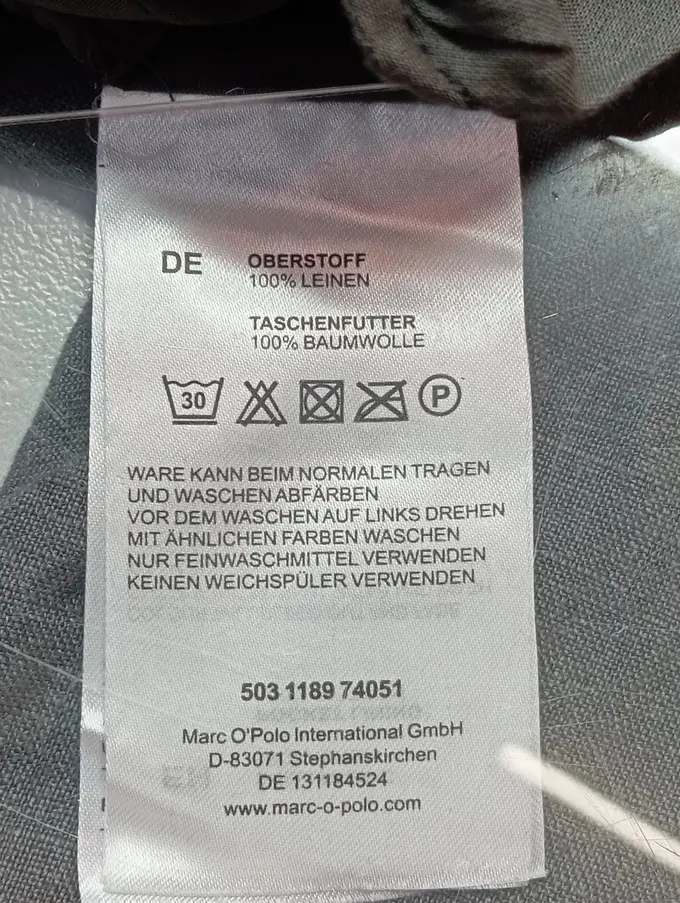 DE OBERSTOFF
100% LEINEN
TASCHENFUTTER
100% BAUMWOLLE
30 P
WARE KANN BEIM NORMALEN TRAGEN
UND WASCHEN ABFÄRBEN
VOR DEM WASCHEN AUF LINKS DREHEN
MIT ÄHNLICHEN FARBEN WASCHEN
NUR FEINWASCHMITTEL VERWENDEN
KEINEN WEICHSPÜLER VERWENDEN
503 1189 74051
Marc O'Polo International GmbH
D-83071 Stephanskirchen
DE 131184524
www.marc-o-polo.com